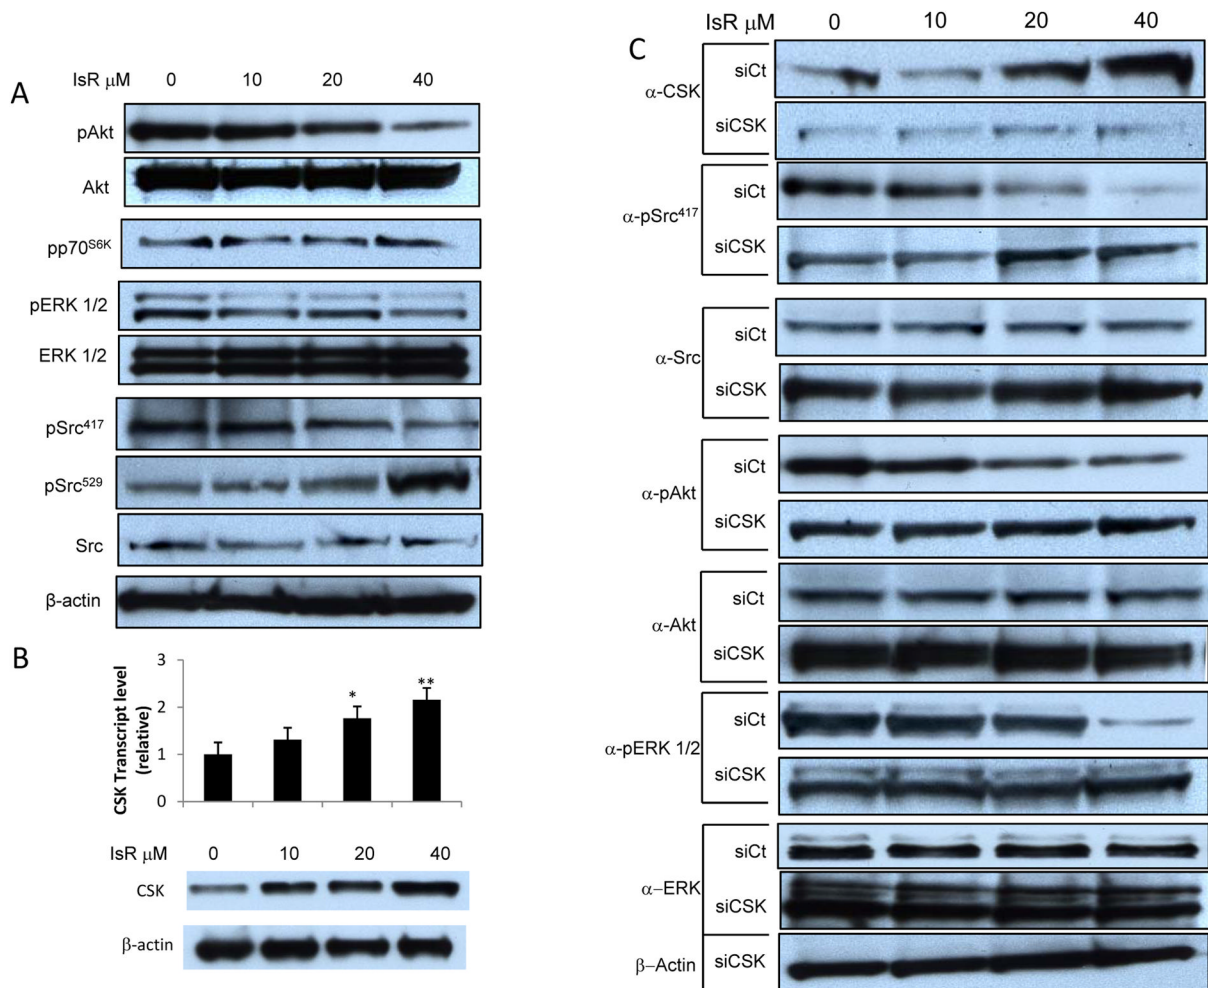 A
IsR μM 0 10 20 40
pAkt
Akt
pp70S6K
pERK 1/2
ERK 1/2
pSrc417
pSrc529
Src
β-actin
B
CSK Transcript level
(relative)
3
2
1
0
*
**
IsR μM 0 10 20 40
CSK
β-actin
C
IsR μM 0 10 20 40
α-CSK
siCt
siCSK
α-pSrc417
siCt
siCSK
α-Src
siCt
siCSK
α-pAkt
siCt
siCSK
α-Akt
siCt
siCSK
α-pERK 1/2
siCt
siCSK
α–ERK
siCt
siCSK
β–Actin siCSK